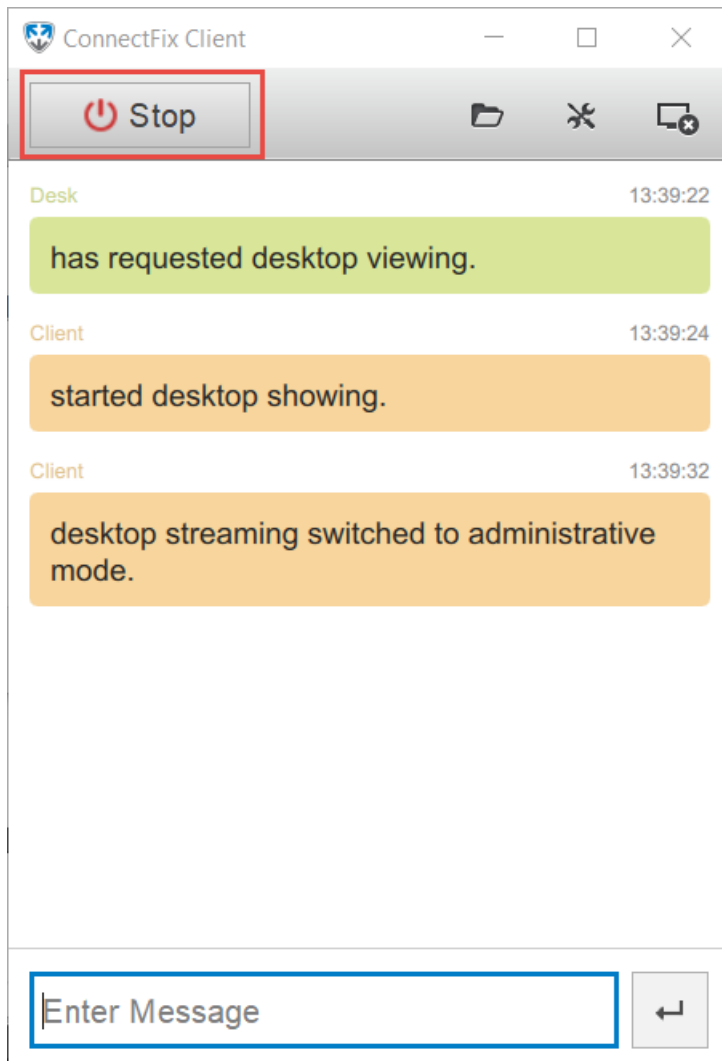 ConnectFix Client
Stop
Desk 13:39:22
has requested desktop viewing.
Client 13:39:24
started desktop showing.
Client 13:39:32
desktop streaming switched to administrative
mode.
Enter Message